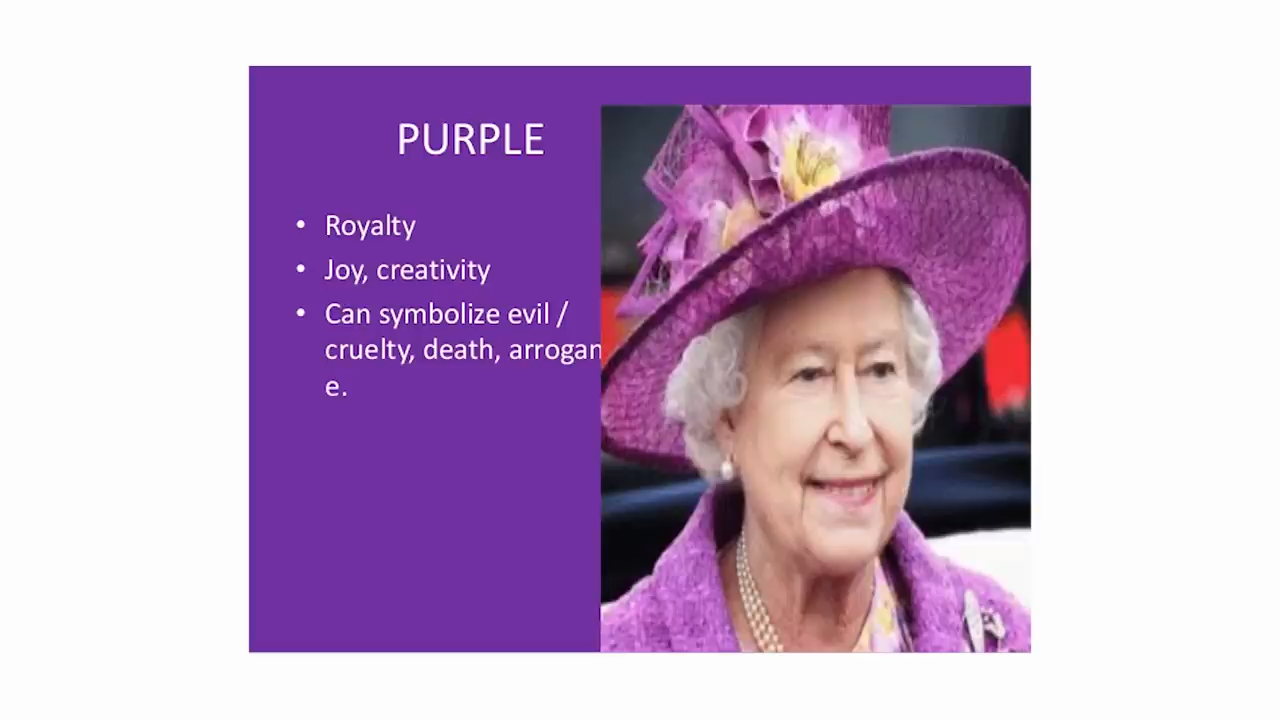 PURPLE
• Royalty
• Joy, creativity
• Can symbolize evil /
cruelty, death, arrogan
e.